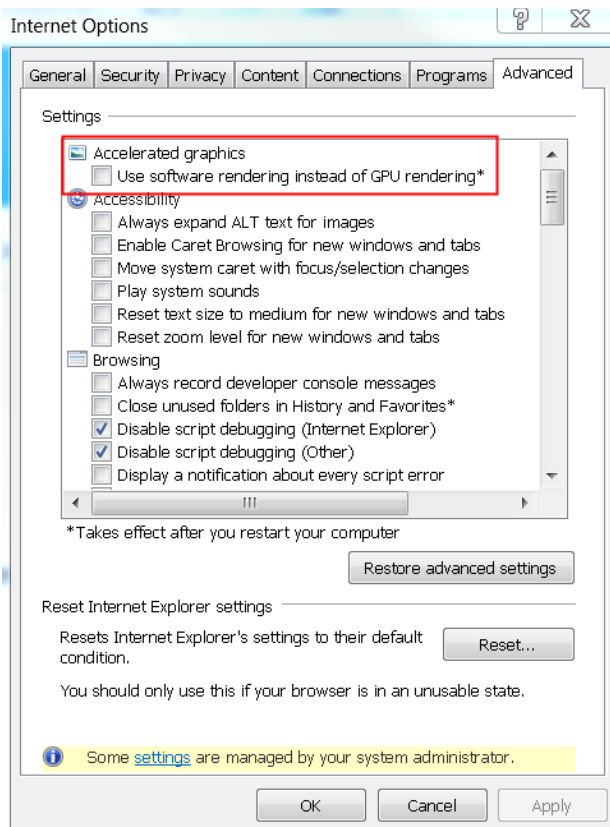 Internet Options
General Security Privacy Content Connections Programs Advanced
Settings
Accelerated graphics
Use software rendering instead of GPU rendering*
Accessibility
Always expand ALT text for images
Enable Caret Browsing for new windows and tabs
Move system caret with focus/selection changes
Play system sounds
Reset text size to medium for new windows and tabs
Reset zoom level for new windows and tabs
Browsing
Always record developer console messages
Close unused folders in History and Favorites*
Disable script debugging (Internet Explorer)
Disable script debugging (Other)
Display a notification about every script error
*Takes effect after you restart your computer
Restore advanced settings
Reset Internet Explorer settings
Resets Internet Explorer's settings to their default
condition.
Reset...
You should only use this if your browser is in an unusable state.
Some settings are managed by your system administrator.
OK Cancel Apply